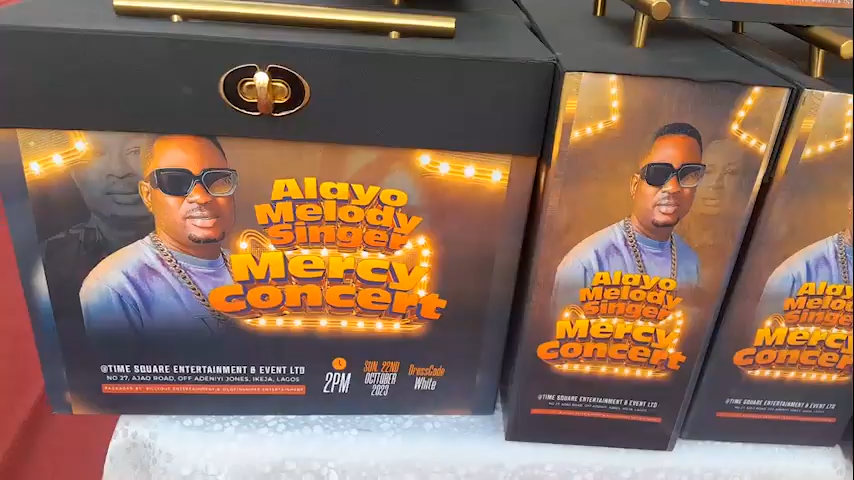 Alayo
Melody
Singer
Mercy
Concert
@TIME SQUARE ENTERTAINMENT & EVENT LTD
NO 27, AJAO ROAD, OFF ADENIYI JONES, IKEJA, LAGOS
2PM
SUN. 22ND
OCTOBER
2023
DressCode
White
Alayo
Melody
Singer
Mercy
Concert
@TIME SQUARE ENTERTAINMENT & EVENT LTD
Mercy
Concert
@TIME SQUARE ENTERTAINMENT & EVENT LTD